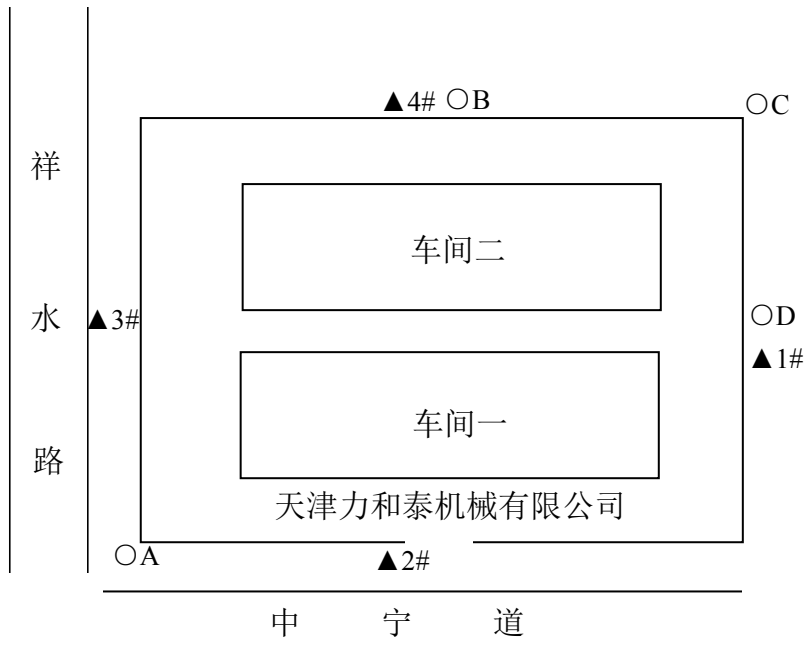 ▲4# ○B
○C
祥
车间二
水
▲3#
○D
▲1#
车间一
路
天津力和泰机械有限公司
○A
▲2#
中宁道